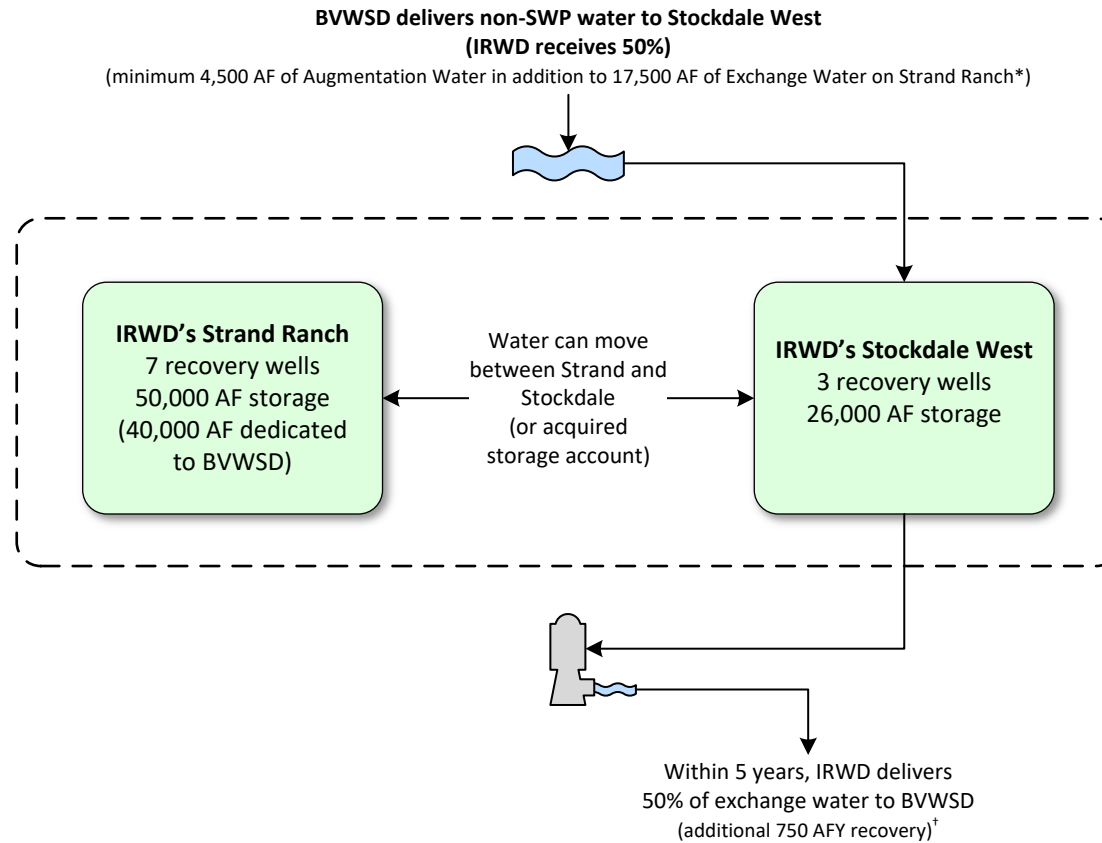 BVWSD delivers non-SWP water to Stockdale West
(IRWD receives 50%)
(minimum 4,500 AF of Augmentation Water in addition to 17,500 AF of Exchange Water on Strand Ranch*)
IRWD’s Strand Ranch
7 recovery wells
50,000 AF storage
(40,000 AF dedicated
to BVWSD)
Water can move
between Strand and
Stockdale
(or acquired
storage account)
IRWD’s Stockdale West
3 recovery wells
26,000 AF storage
Within 5 years, IRWD delivers
50% of exchange water to BVWSD
(additional 750 AFY recovery)†